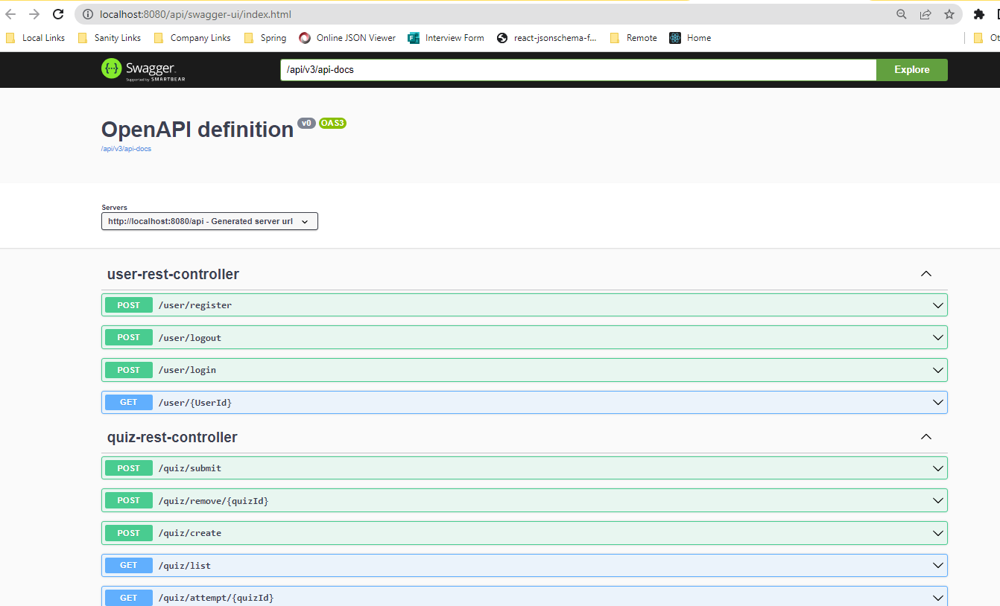 localhost:8080/api/swagger-ui/index.html
Local Links Sanity Links Company Links Spring Online JSON Viewer Interview Form react-jsonschema-f... Remote Home Ot
{···} Swagger. Supported by SMARTBEAR /api/v3/api-docs Explore
OpenAPI definition v0 OAS3
/api/v3/api-docs
Servers
http://localhost:8080/api - Generated server url
user-rest-controller
POST /user/register
POST /user/logout
POST /user/login
GET /user/{UserId}
quiz-rest-controller
POST /quiz/submit
POST /quiz/remove/{quizId}
POST /quiz/create
GET /quiz/list
GET /quiz/attempt/{quizId}